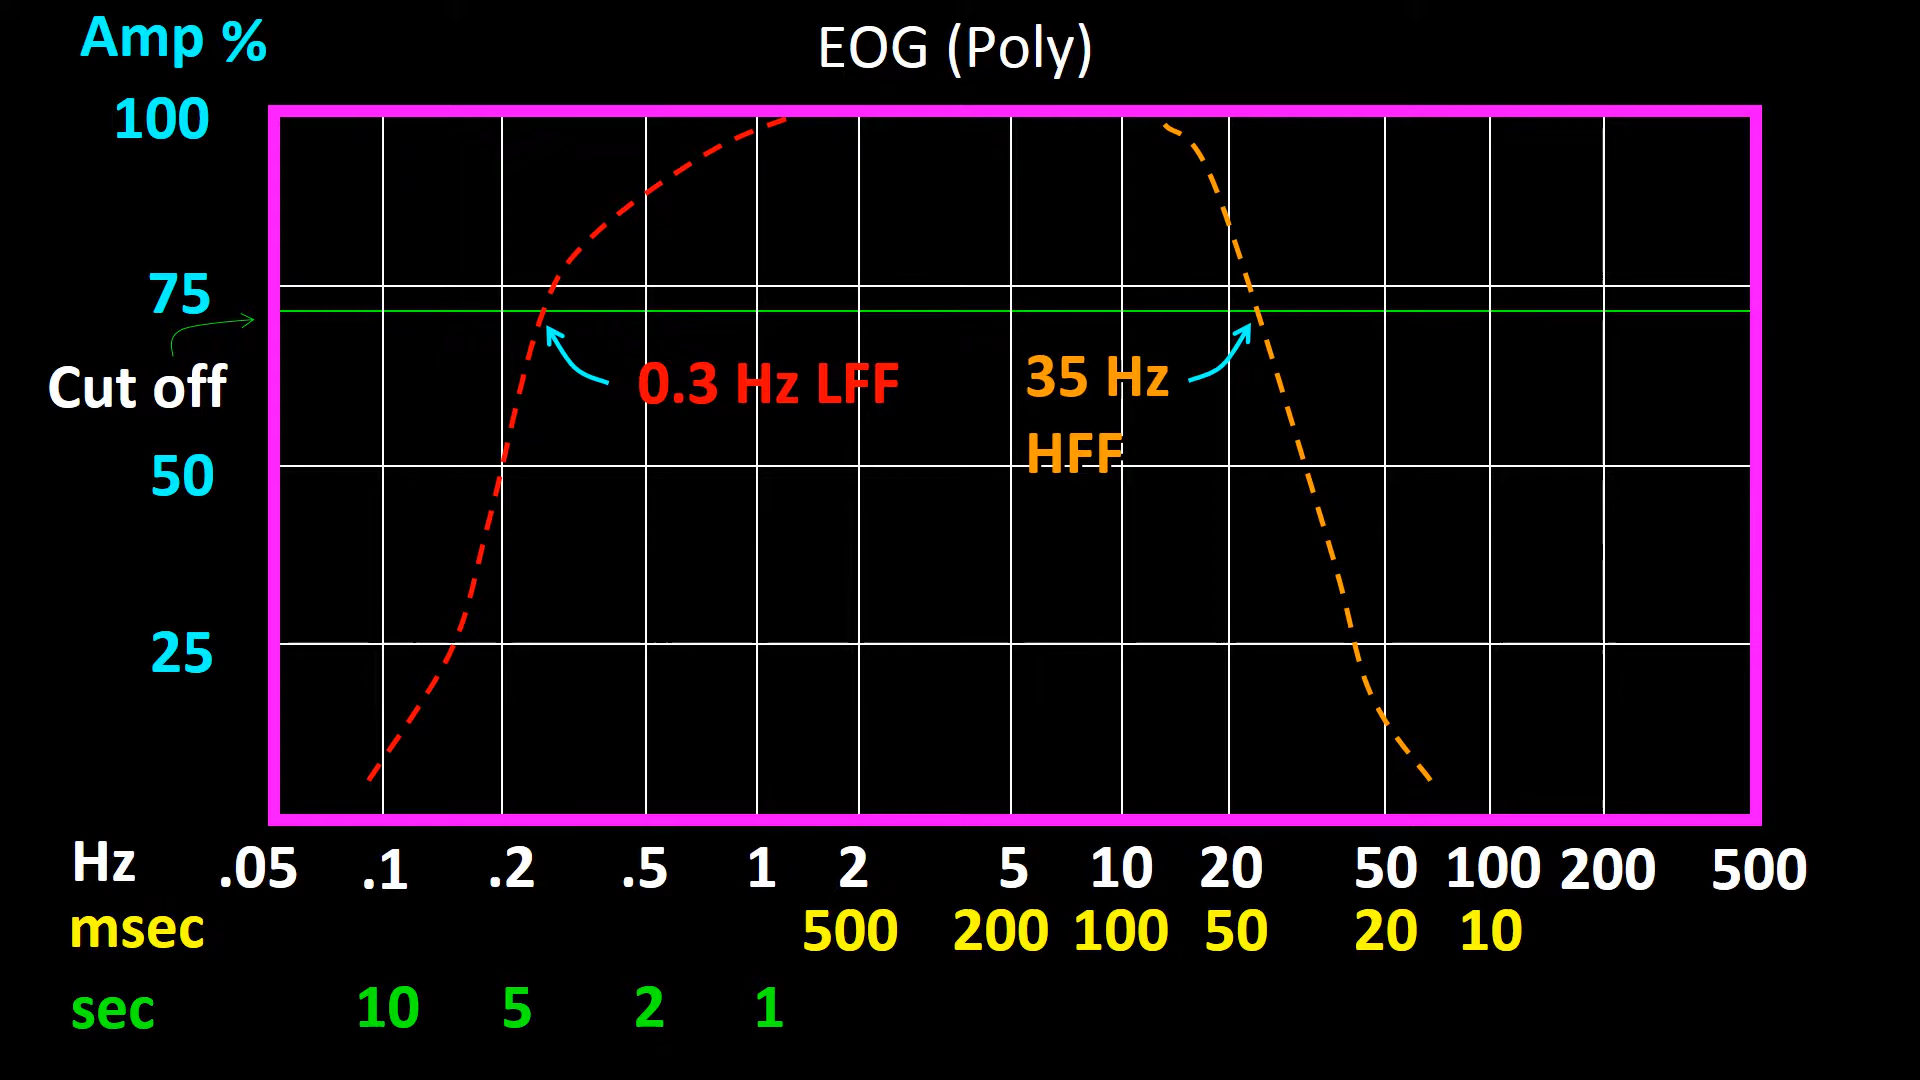 Amp %
EOG (Poly)
100
75
Cut off
0.3 Hz LFF
35 Hz
HFF
50
25
Hz .05 .1 .2 .5 1 2 5 10 20 50 100 200 500
msec 500 200 100 50 20 10
sec 10 5 2 1